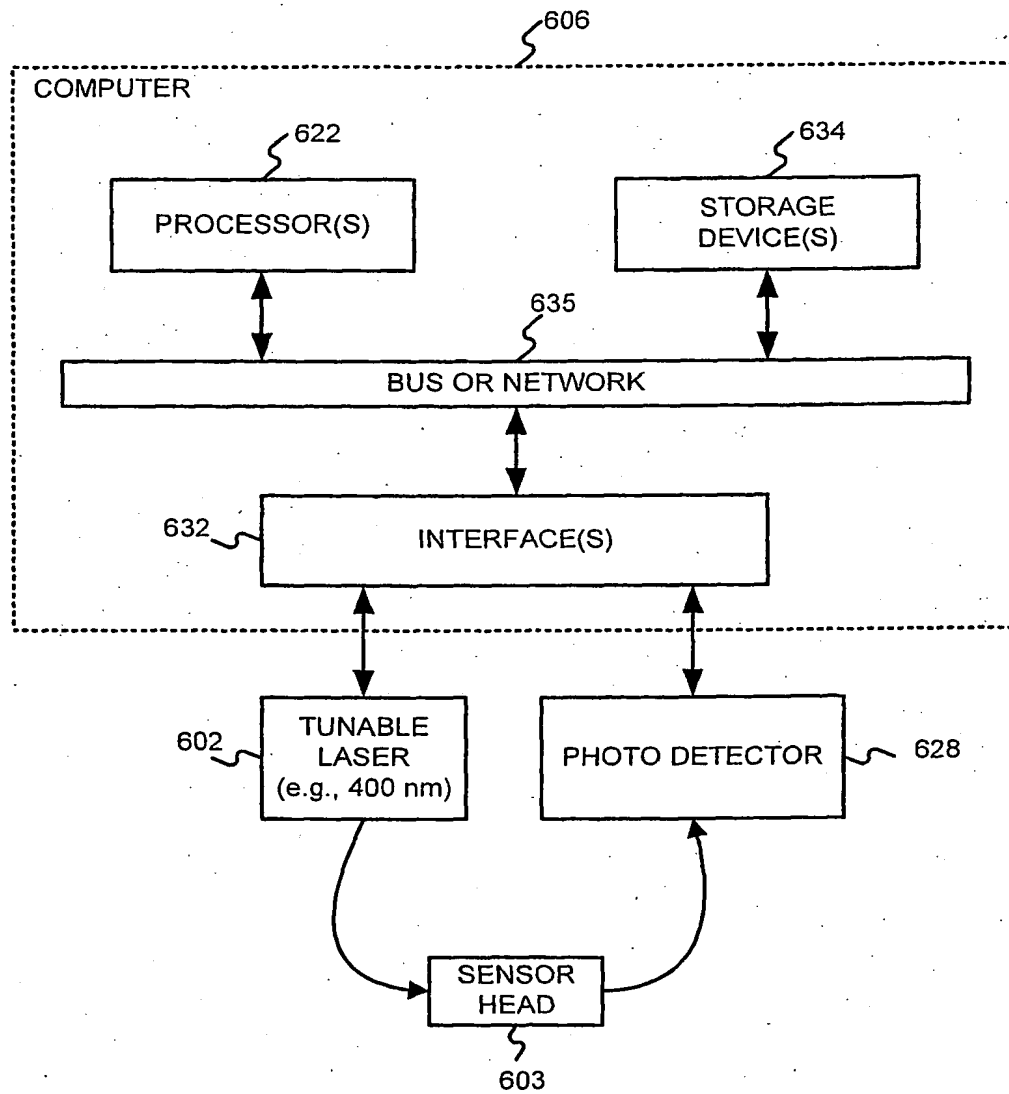 606
COMPUTER
622
634
PROCESSOR(S)
STORAGE
DEVICE(S)
635
BUS OR NETWORK
632
INTERFACE(S)
602
TUNABLE
LASER
(e.g., 400 nm)
PHOTO DETECTOR
628
SENSOR
HEAD
603